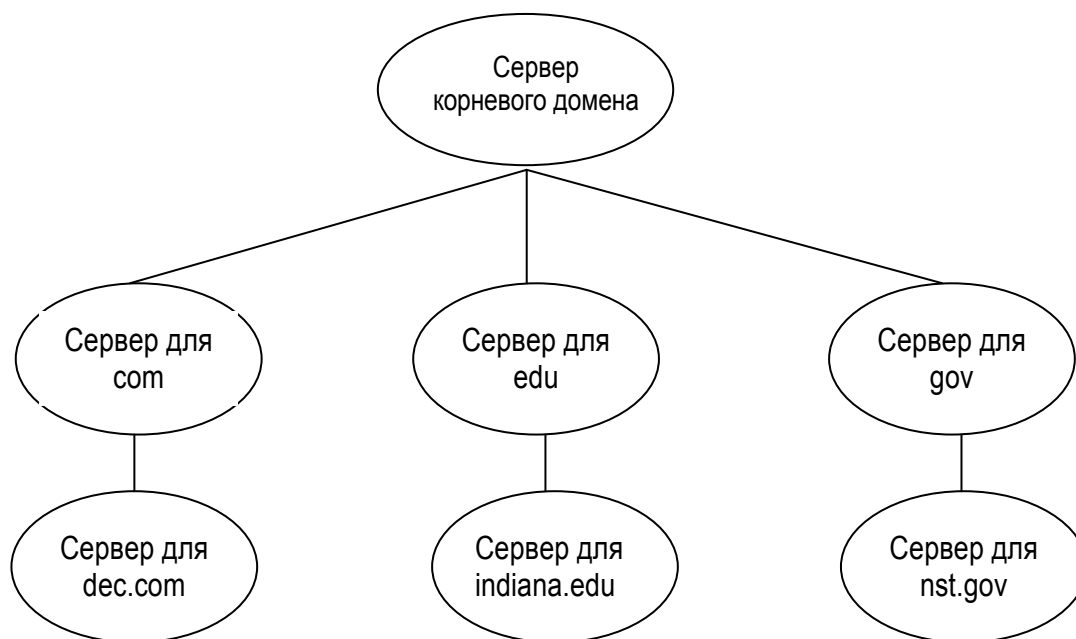 Сервер
корневого домена
Сервер для
com
Сервер для
edu
Сервер для
gov
Сервер для
dec.com
Сервер для
indiana.edu
Сервер для
nst.gov